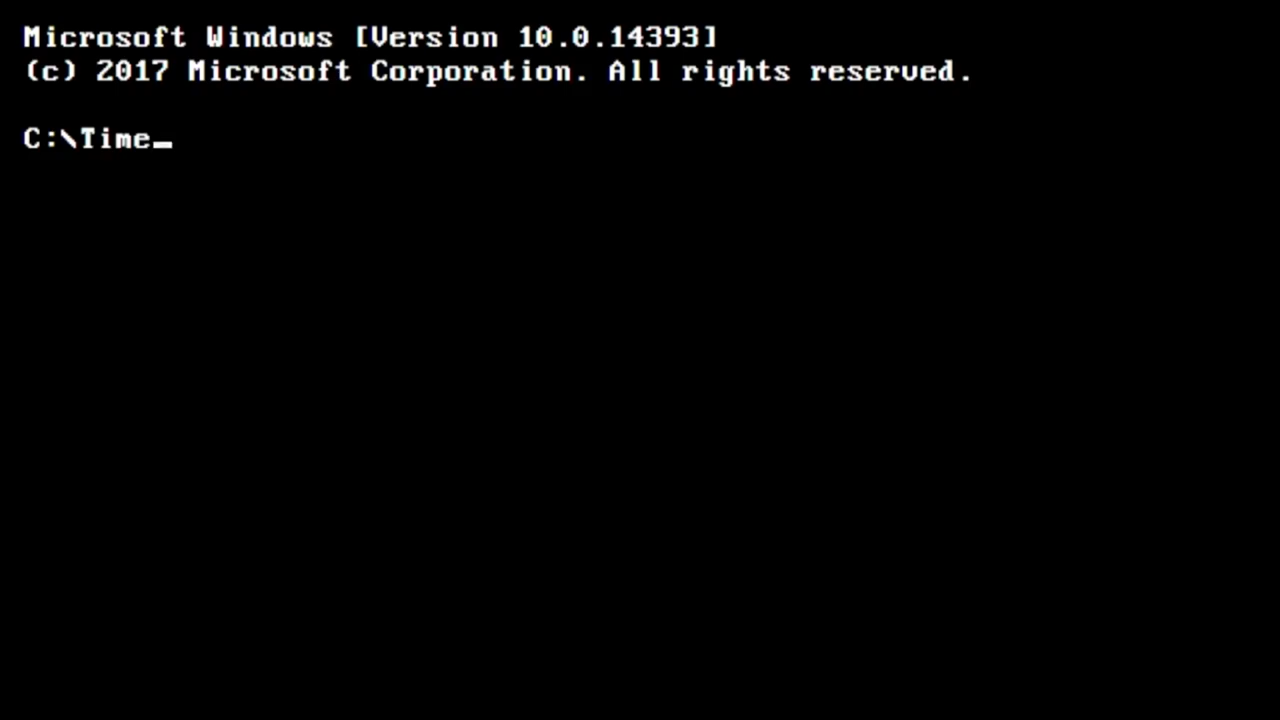 Microsoft Windows [Version 10.0.14393]
(c) 2017 Microsoft Corporation. All rights reserved.
C:\Time_